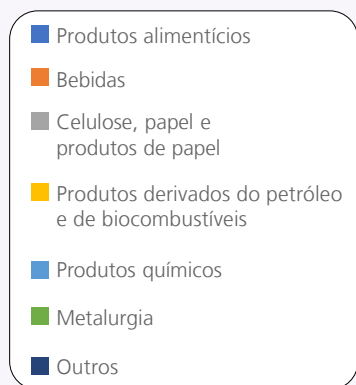 Produtos alimentícios
Bebidas
Celulose, papel e
produtos de papel
Produtos derivados do petróleo
e de biocombustíveis
Produtos químicos
Metalurgia
Outros